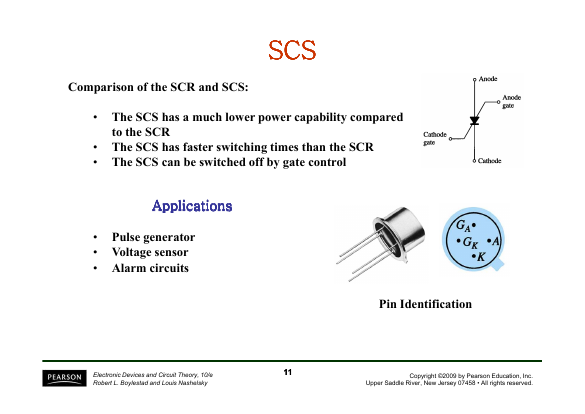 SCS
Comparison of the SCR and SCS:
• The SCS has a much lower power capability compared
to the SCR
• The SCS has faster switching times than the SCR
• The SCS can be switched off by gate control
Anode
Anode
gate
Cathode
gate
Cathode
Applications
• Pulse generator
• Voltage sensor
• Alarm circuits
G_A
G_K
A
K
Pin Identification
PEARSON
Electronic Devices and Circuit Theory, 10/e
Robert L. Boylestad and Louis Nashelsky
11
Copyright ©2009 by Pearson Education, Inc.
Upper Saddle River, New Jersey 07458 • All rights reserved.